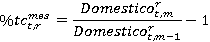 %tc_{t,r}^{mes} = \frac{Domestico_{t,m}^{r}}{Domestico_{t,m-1}^{r}} - 1